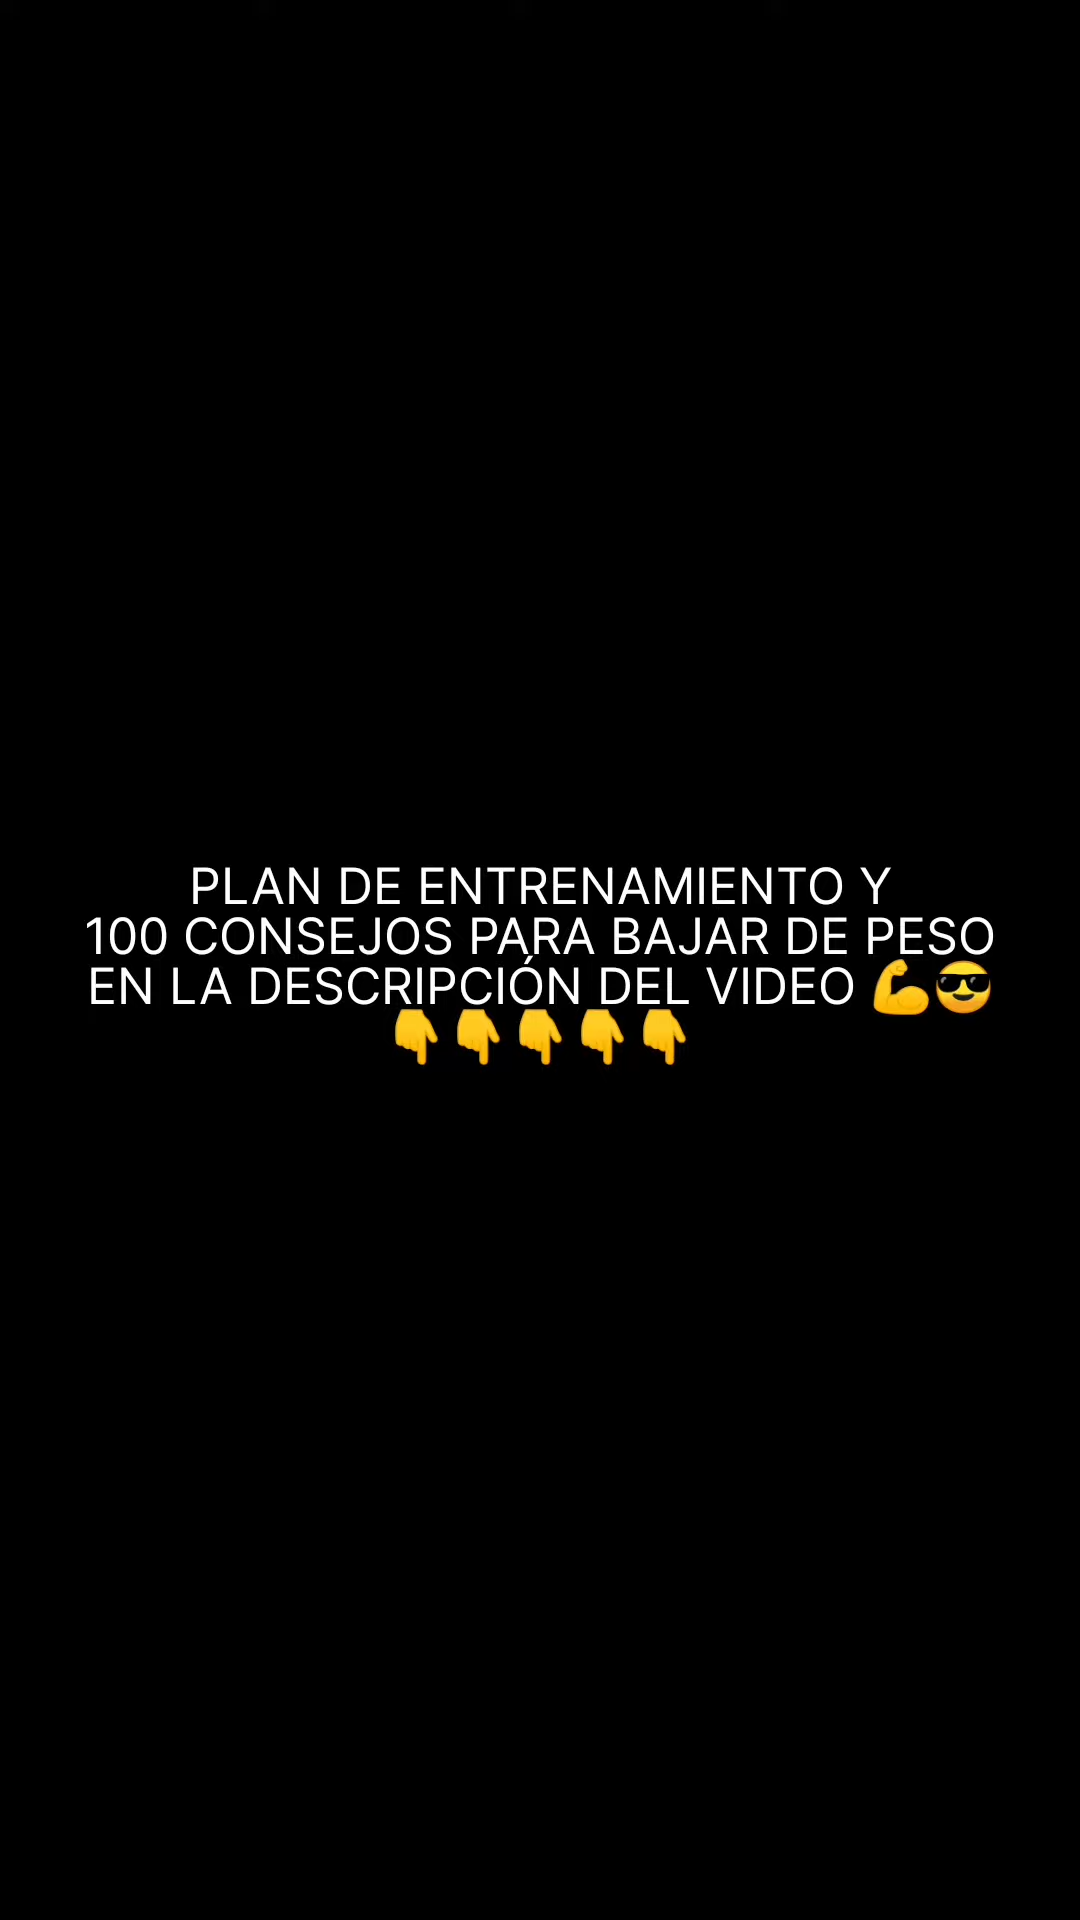 PLAN DE ENTRENAMIENTO Y
100 CONSEJOS PARA BAJAR DE PESO
EN LA DESCRIPCIÓN DEL VIDEO 💪😎
👇👇👇👇👇